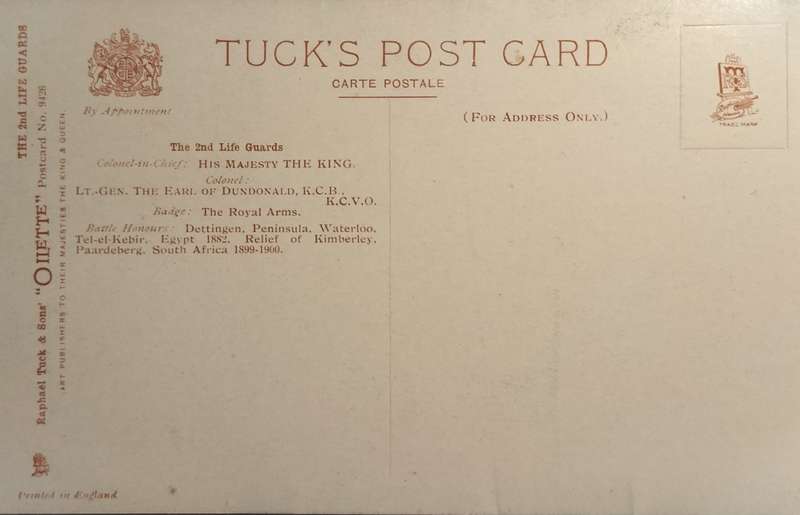 TUCK'S POST CARD
CARTE POSTALE
By Appointment
(FOR ADDRESS ONLY.)
TRADE MARK
The 2nd Life Guards
Colonel-in-Chief: HIS MAJESTY THE KING.
Colonel:
LT.-GEN. THE EARL OF DUNDONALD, K.C.B.,
K.C.V.O.
Badge: The Royal Arms.
Battle Honours: Dettingen, Peninsula, Waterloo,
Tel-el-Kebir, Egypt 1882, Relief of Kimberley,
Paardeberg, South Africa 1899-1900.
THE 2nd LIFE GUARDS
Raphael Tuck & Sons' "OILETTE" Postcard No. 9426
ART PUBLISHERS TO THEIR MAJESTIES THE KING & QUEEN.
Printed in England